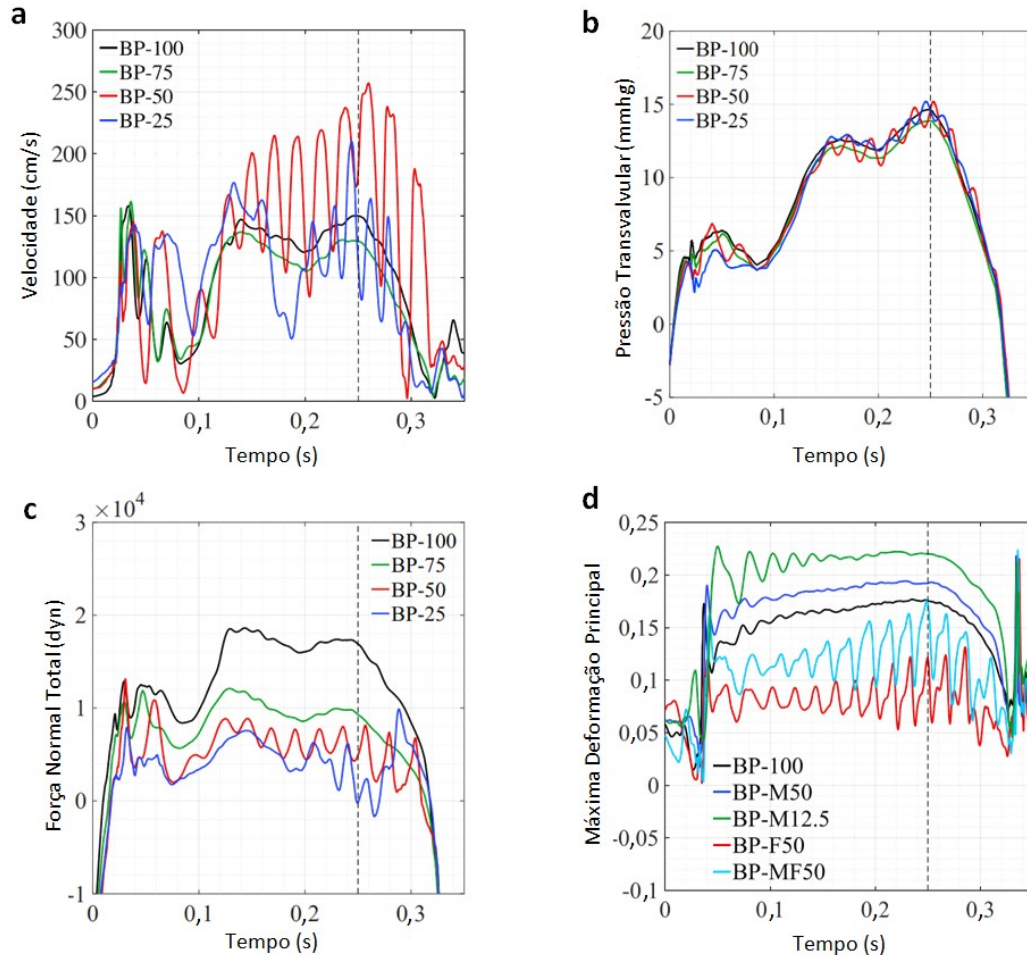 a
300
250
200
150
100
50
0
Velocidade (cm/s)
BP-100
BP-75
BP-50
BP-25
0
0,1
0,2
0,3
Tempo (s)
b
20
15
10
5
0
-5
Pressão Transvalvular (mmhg)
BP-100
BP-75
BP-50
BP-25
0
0,1
0,2
0,3
Tempo (s)
c
×10⁴
3
2
1
0
-1
Força Normal Total (dyn)
BP-100
BP-75
BP-50
BP-25
0
0,1
0,2
0,3
Tempo (s)
d
0,25
0,2
0,15
0,1
0,05
0
-0,05
-0,1
Máxima Deformação Principal
BP-100
BP-M50
BP-M12.5
BP-F50
BP-MF50
0
0,1
0,2
0,3
Tempo (s)